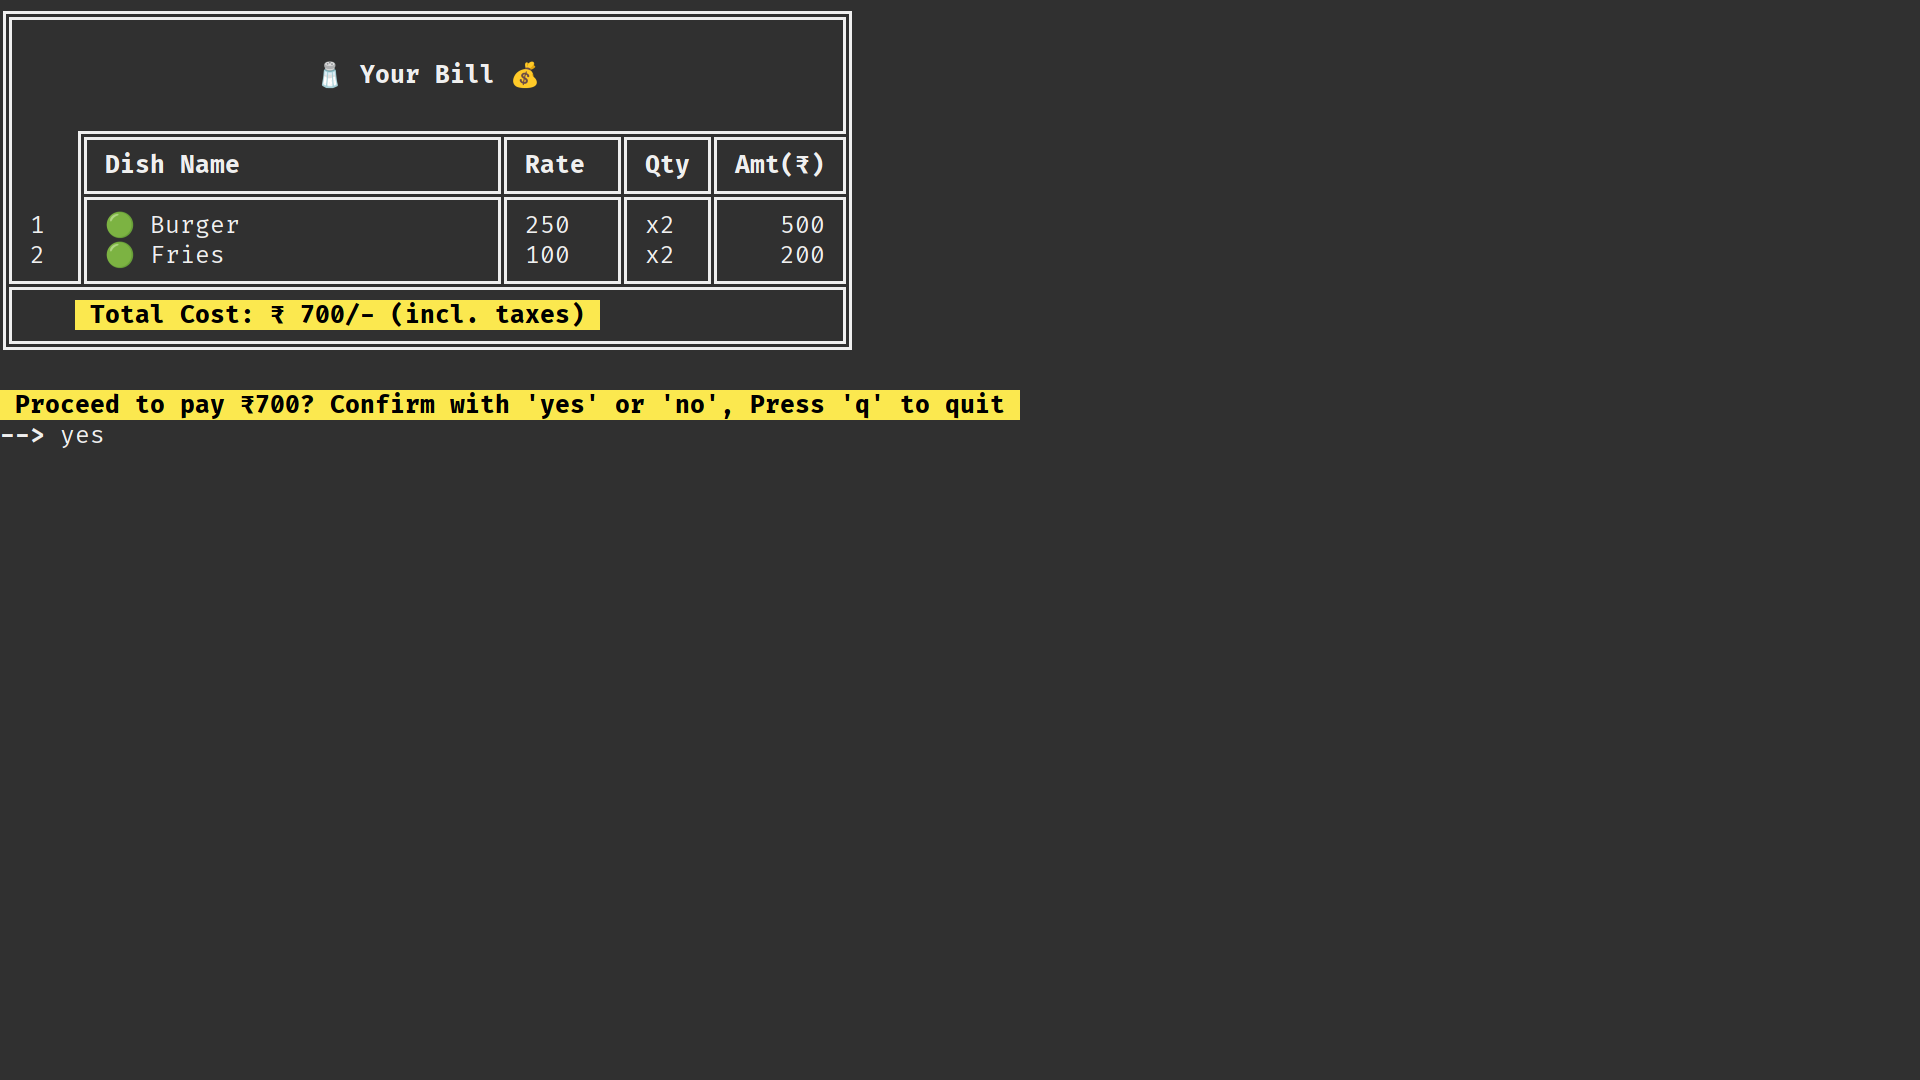 🧂 Your Bill 💰
Dish Name Rate Qty Amt(₹)
1 🟢 Burger 250 x2 500
2 🟢 Fries 100 x2 200
Total Cost: ₹ 700/- (incl. taxes)
Proceed to pay ₹700? Confirm with 'yes' or 'no', Press 'q' to quit
--> yes